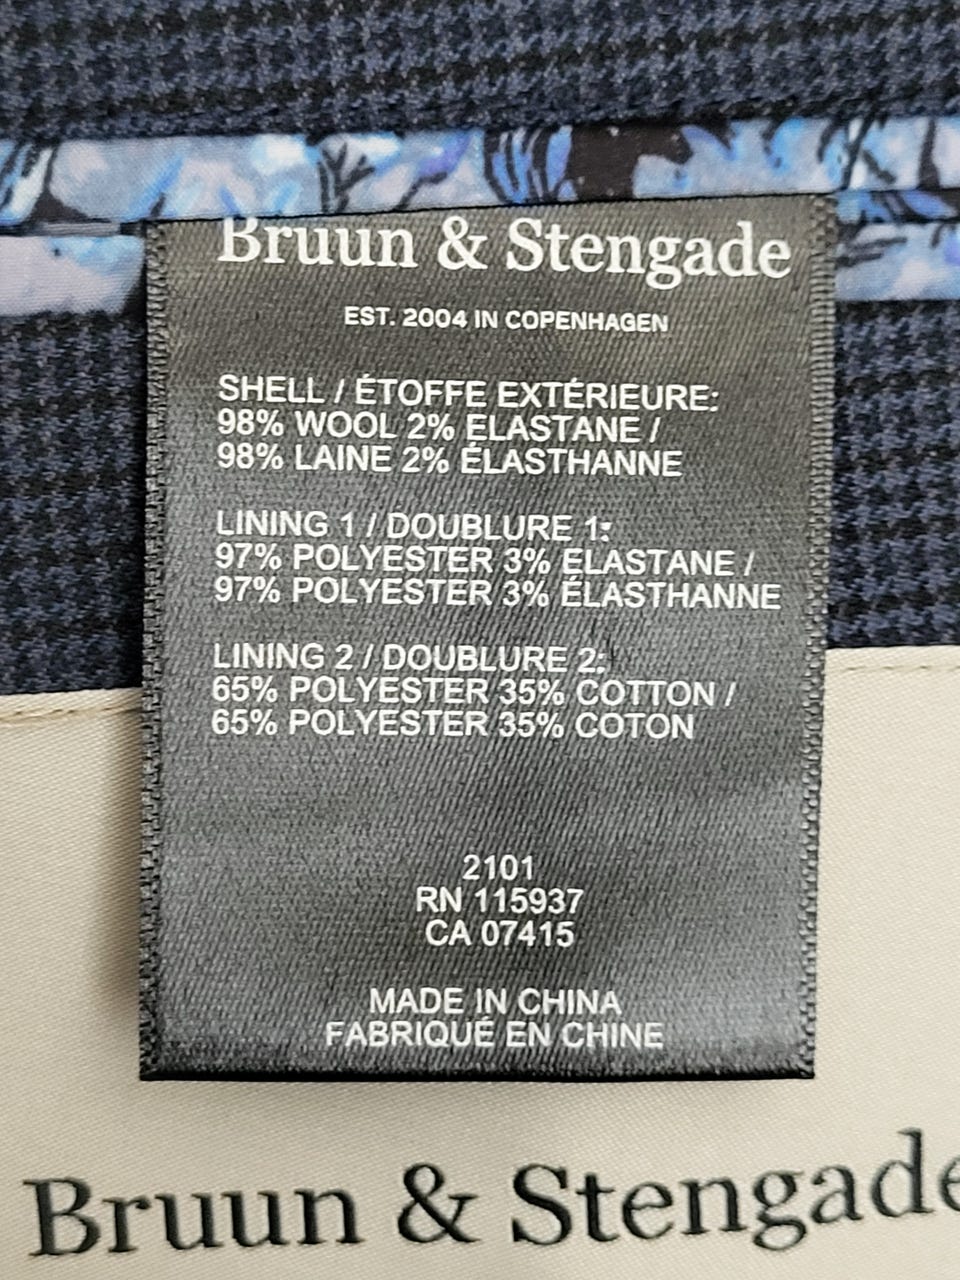 Bruun & Stengade
EST. 2004 IN COPENHAGEN
SHELL / ÉTOFFE EXTÉRIEURE:
98% WOOL 2% ELASTANE /
98% LAINE 2% ÉLASTHANNE
LINING 1 / DOUBLURE 1:
97% POLYESTER 3% ELASTANE /
97% POLYESTER 3% ÉLASTHANNE
LINING 2 / DOUBLURE 2:
65% POLYESTER 35% COTTON /
65% POLYESTER 35% COTON
2101
RN 115937
CA 07415
MADE IN CHINA
FABRIQUÉ EN CHINE
Bruun & Stengade